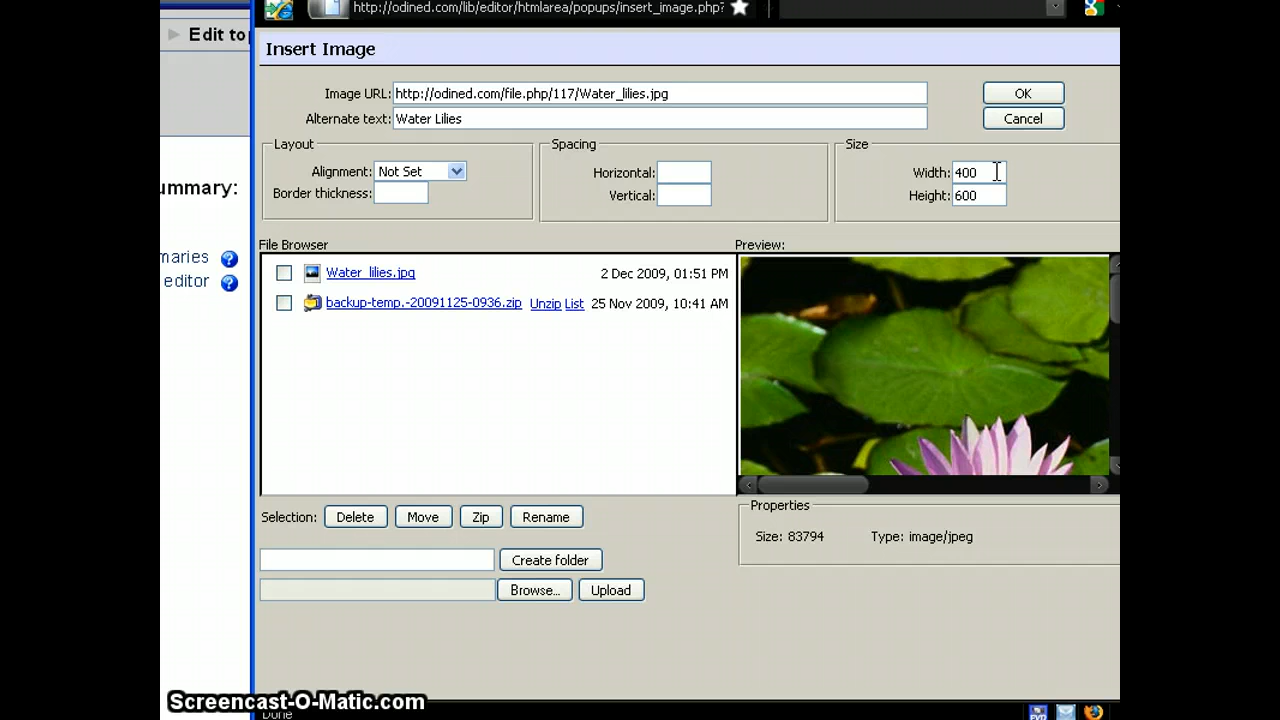 http://odined.com/lib/editor/htmlarea/popups/insert_image.php?
Edit to
Insert Image
Image URL: http://odined.com/file.php/117/Water_lilies.jpg OK
Alternate text: Water Lilies Cancel
Layout Spacing Size
Alignment: Not Set Horizontal: Width: 400
Border thickness: Vertical: Height: 600
ummary:
File Browser Preview:
maries
editor
Water_lilies.jpg 2 Dec 2009, 01:51 PM
backup-temp.-20091125-0936.zip Unzip List 25 Nov 2009, 10:41 AM
Selection: Delete Move Zip Rename
Properties
Size: 83794 Type: image/jpeg
Create folder
Browse... Upload
Screencast-O-Matic.com
Done